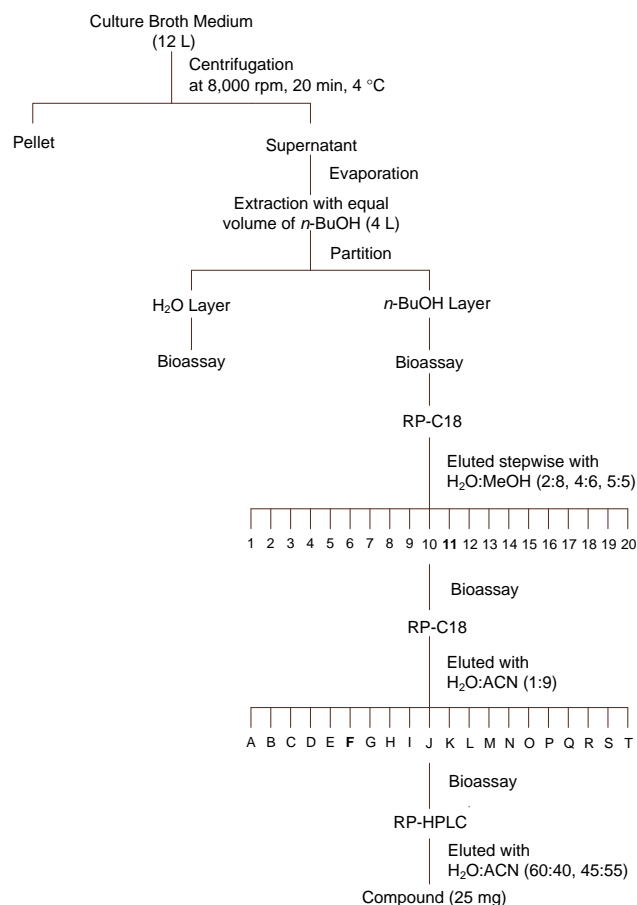 Culture Broth Medium
(12 L)
Centrifugation
at 8,000 rpm, 20 min, 4 °C
Pellet
Supernatant
Evaporation
Extraction with equal
volume of n-BuOH (4 L)
Partition
H₂O Layer
n-BuOH Layer
Bioassay
Bioassay
RP-C18
Eluted stepwise with
H₂O:MeOH (2:8, 4:6, 5:5)
1 2 3 4 5 6 7 8 9 10 11 12 13 14 15 16 17 18 19 20
Bioassay
RP-C18
Eluted with
H₂O:ACN (1:9)
A B C D E F G H I J K L M N O P Q R S T
Bioassay
RP-HPLC
Eluted with
H₂O:ACN (60:40, 45:55)
Compound (25 mg)